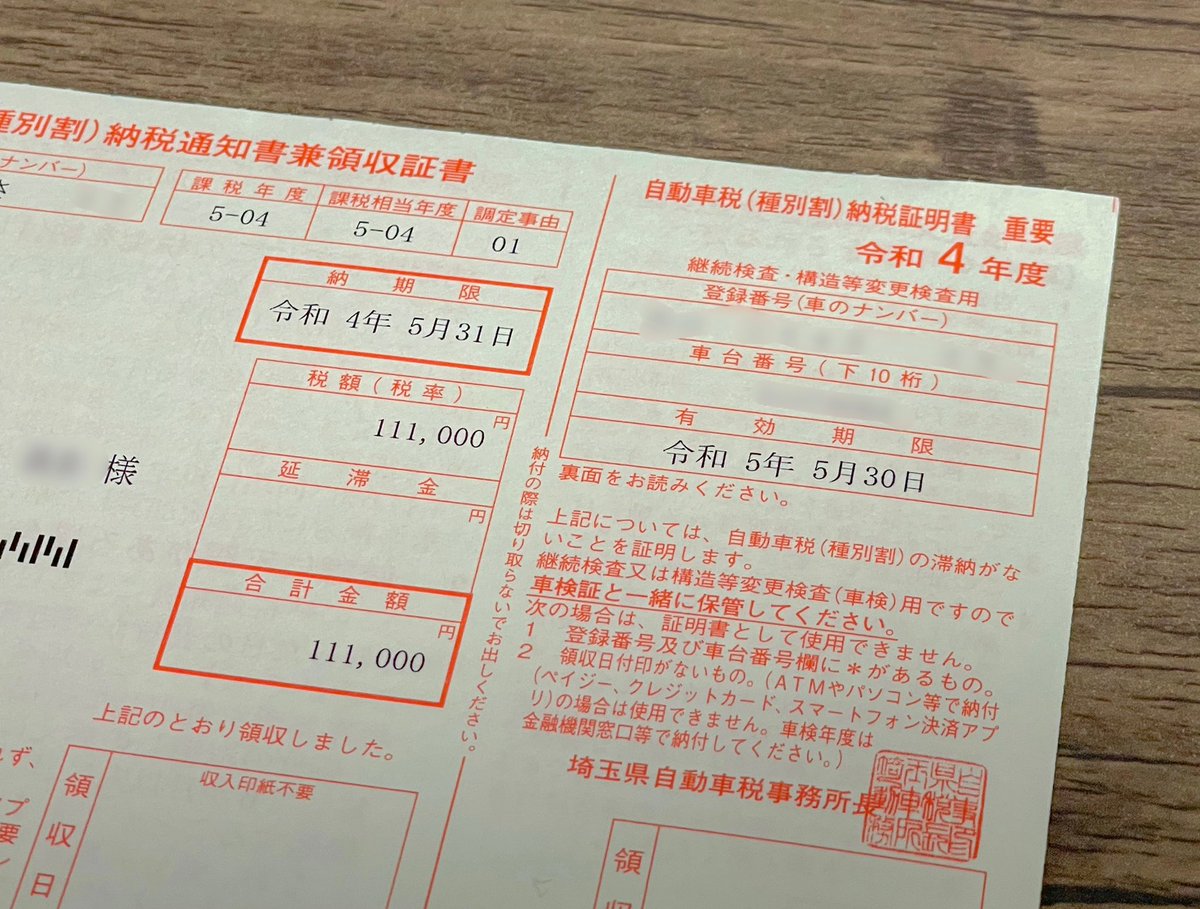 種別割)納税通知書兼領収証書
ナンバー)
課税年度
課税相当年度
調定事由
5-04
5-04
01
納期限
令和 4年 5月31日
税額(税率)
円
111,000
延滞金
円
合計金額
円
111,000
様
上記のとおり領収しました。
れず、
領収日
収入印紙不要
納付の際は切り取らないでお出しください。
自動車税(種別割)納税証明書 重要
令和 4 年度
継続検査・構造等変更検査用
登録番号(車のナンバー)
車台番号(下10桁)
有効期限
令和 5年 5月30日
裏面をお読みください。
上記については、自動車税(種別割)の滞納がな
いことを証明します。
継続検査又は構造等変更検査(車検)用ですので
車検証と一緒に保管してください。
次の場合は、証明書として使用できません。
1 登録番号及び車台番号欄に*があるもの。
2 領収日付印がないもの。(ATMやパソコン等で納付
(ペイジー、クレジットカード、スマートフォン決済アプ
リ)の場合は使用できません。車検年度は
金融機関窓口等で納付してください。)
埼玉県自動車税事務所長
領